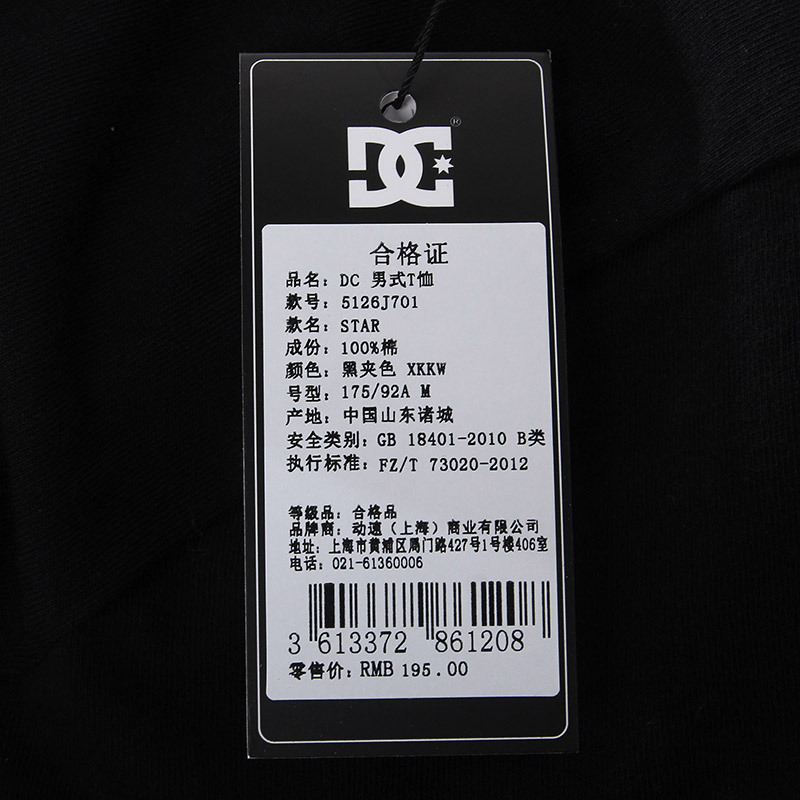 DC
®
合格证
品名: DC 男式T恤
款号: 5126J701
款名: STAR
成份: 100%棉
颜色: 黑夹色 XKKW
号型: 175/92A M
产地: 中国山东诸城
安全类别: GB 18401-2010 B类
执行标准: FZ/T 73020-2012
等级品: 合格品
品牌商: 动速（上海）商业有限公司
地址: 上海市黄浦区局门路427号1号楼406室
电话: 021-61360006
3 613372 861208
零售价: RMB 195.00